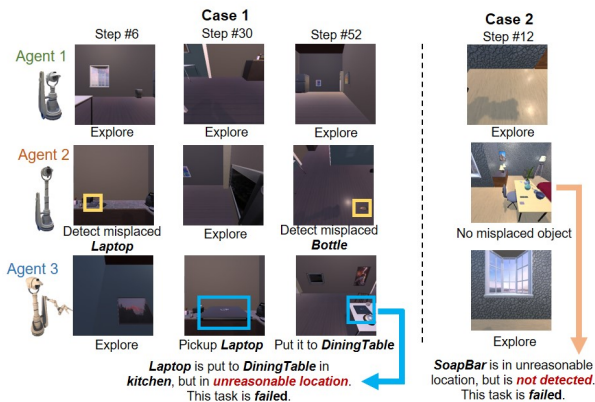 Case 1
Case 2
Step #6
Step #30
Step #52
Step #12
Agent 1
Explore
Explore
Explore
Explore
Agent 2
Detect misplaced
Laptop
Explore
Detect misplaced
Bottle
No misplaced object
Agent 3
Explore
Pickup Laptop
Put it to DiningTable
Explore
Laptop is put to DiningTable in
kitchen, but in unreasonable location.
This task is failed.
SoapBar is in unreasonable
location, but is not detected.
This task is failed.